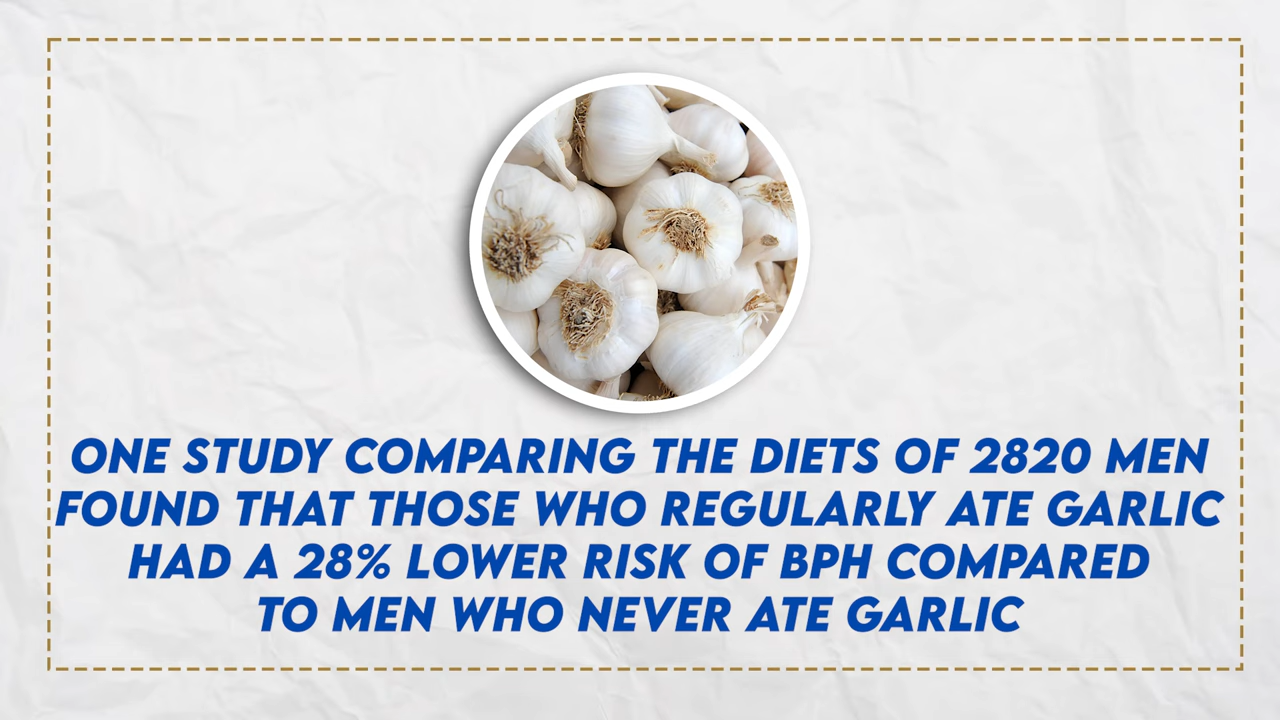 ONE STUDY COMPARING THE DIETS OF 2820 MEN
FOUND THAT THOSE WHO REGULARLY ATE GARLIC
HAD A 28% LOWER RISK OF BPH COMPARED
TO MEN WHO NEVER ATE GARLIC